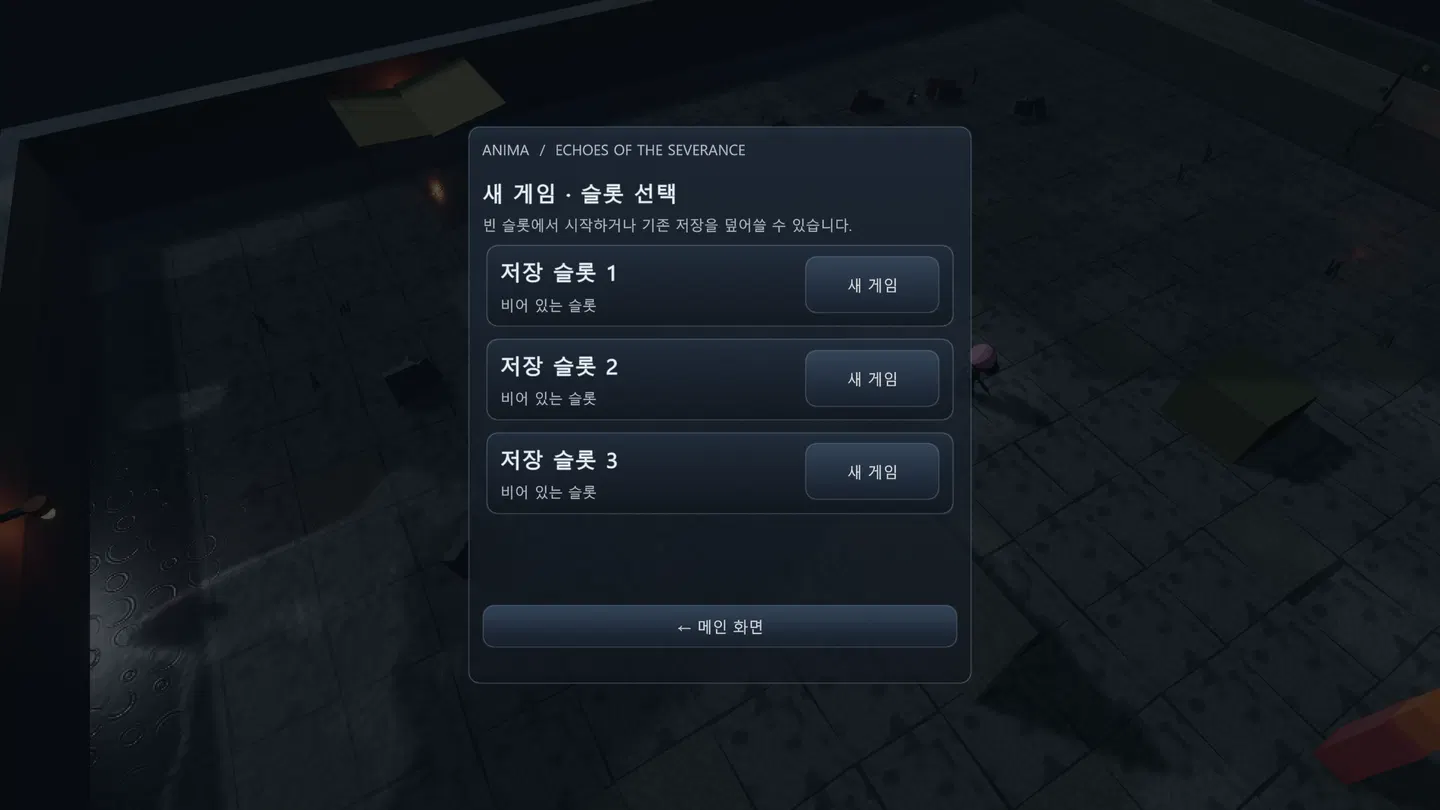 ANIMA / ECHOES OF THE SEVERANCE
새 게임 · 슬롯 선택
빈 슬롯에서 시작하거나 기존 저장을 덮어쓸 수 있습니다.
저장 슬롯 1
새 게임
비어 있는 슬롯
저장 슬롯 2
새 게임
비어 있는 슬롯
저장 슬롯 3
새 게임
비어 있는 슬롯
← 메인 화면